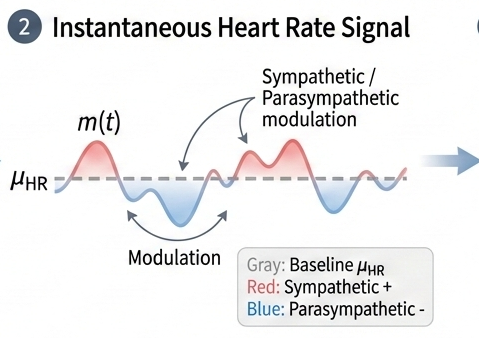 2 Instantaneous Heart Rate Signal
Sympathetic /
Parasympathetic
modulation
m(t)
μHR
Modulation
Gray: Baseline μHR
Red: Sympathetic +
Blue: Parasympathetic -